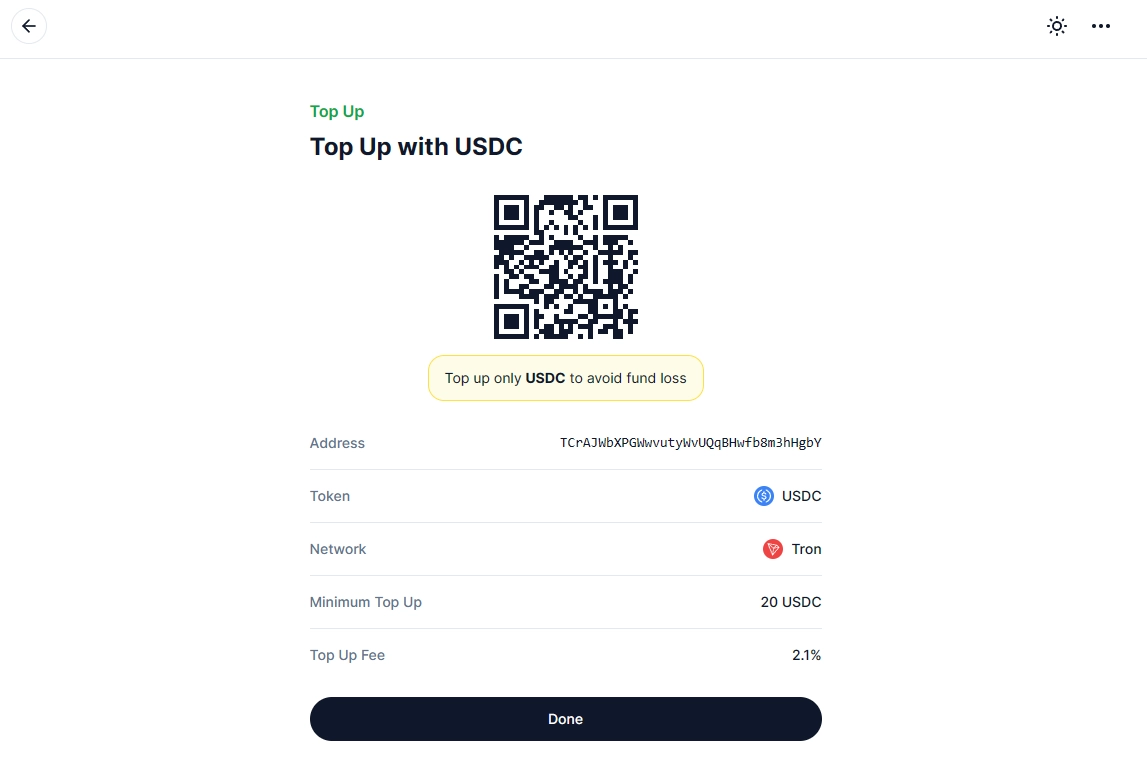 Top Up
Top Up with USDC
Top up only USDC to avoid fund loss
Address TCrAJWbXPGWwvutyWvUQqBHwfb8m3hHgbY
Token USDC
Network Tron
Minimum Top Up 20 USDC
Top Up Fee 2.1%
Done